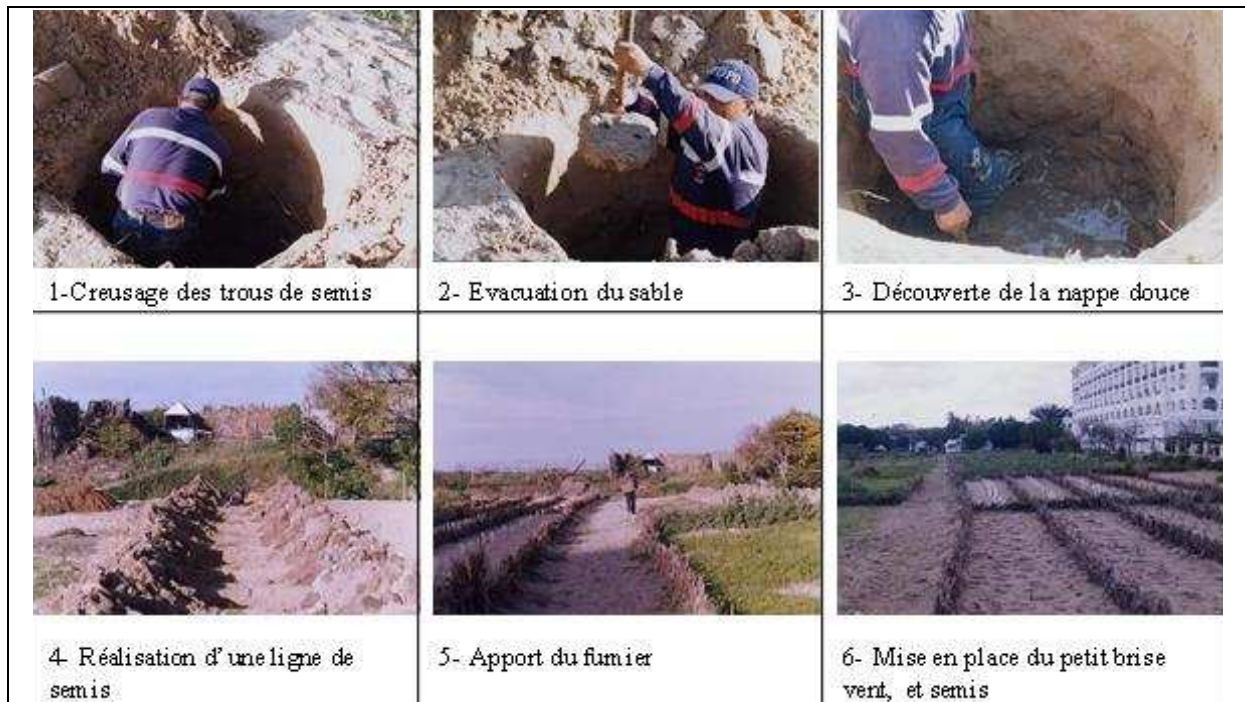 1-Creusage des trous de semis
2- Evacuation du sable
3- Découverte de la nappe douce
4- Réalisation d'une ligne de
semis
5- Apport du fumier
6- Mise en place du petit brise
vent, et semis